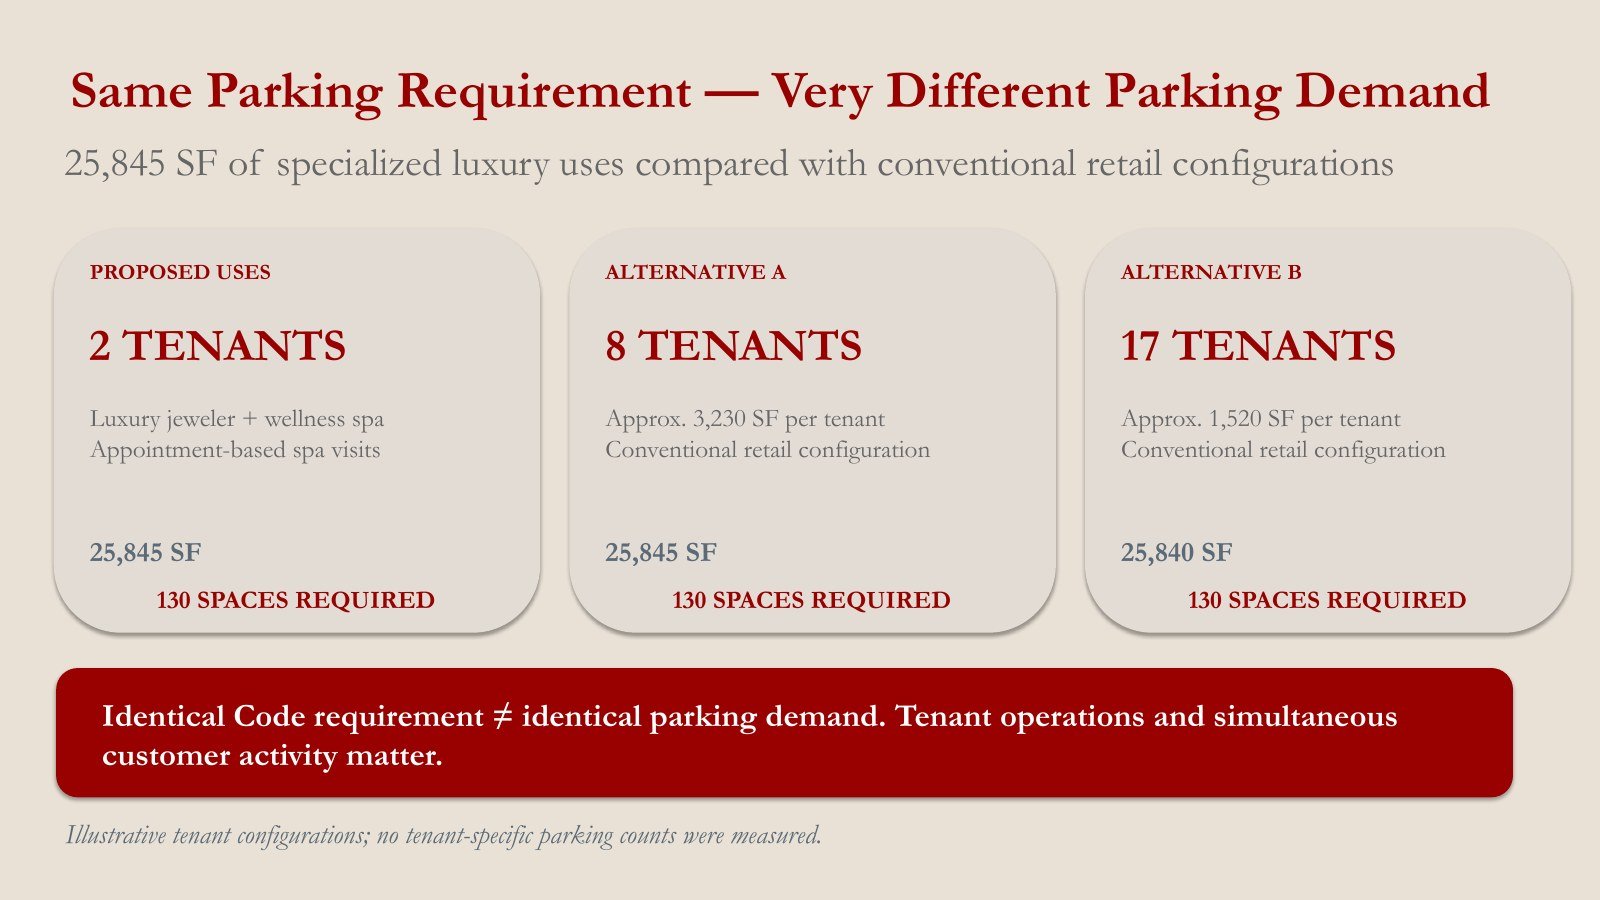 Same Parking Requirement — Very Different Parking Demand
25,845 SF of specialized luxury uses compared with conventional retail configurations
PROPOSED USES
2 TENANTS
Luxury jeweler + wellness spa
Appointment-based spa visits
25,845 SF
130 SPACES REQUIRED
ALTERNATIVE A
8 TENANTS
Approx. 3,230 SF per tenant
Conventional retail configuration
25,845 SF
130 SPACES REQUIRED
ALTERNATIVE B
17 TENANTS
Approx. 1,520 SF per tenant
Conventional retail configuration
25,840 SF
130 SPACES REQUIRED
Identical Code requirement ≠ identical parking demand. Tenant operations and simultaneous
customer activity matter.
Illustrative tenant configurations; no tenant-specific parking counts were measured.